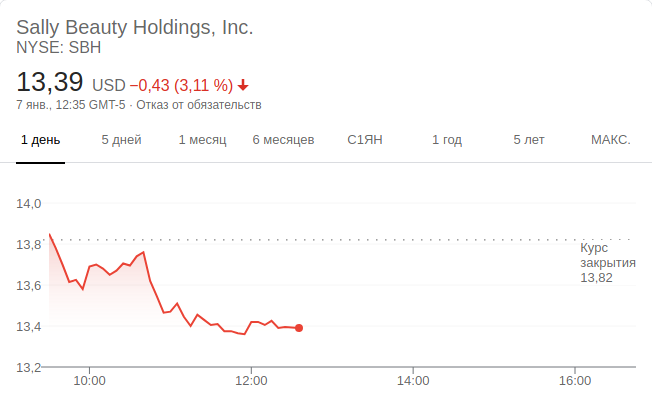 Sally Beauty Holdings, Inc.
NYSE: SBH
13,39 USD −0,43 (3,11 %)
7 янв., 12:35 GMT-5 · Отказ от обязательств
1 день 5 дней 1 месяц 6 месяцев С1ЯН 1 год 5 лет МАКС.
14,0
13,8
13,6
13,4
13,2
Курс
закрытия
13,82
10:00 12:00 14:00 16:00